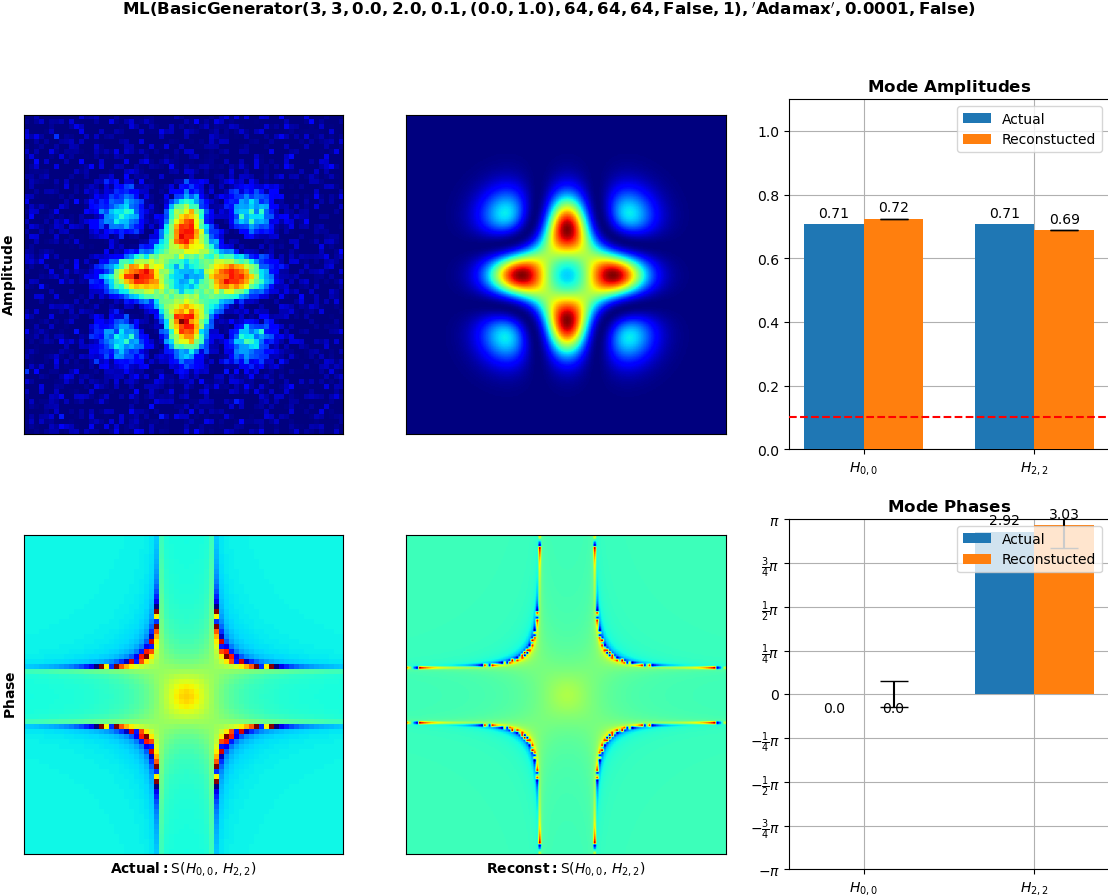 ML(BasicGenerator(3, 3, 0.0, 2.0, 0.1, (0.0, 1.0), 64, 64, 64, False, 1), ′Adamax′, 0.0001, False)
Amplitude
Mode Amplitudes
Actual
Reconstucted
1.0
0.8
0.6
0.4
0.2
0.0
0.71
0.72
0.71
0.69
H0, 0
H2, 2
Phase
Actual: S(H0, 0, H2, 2)
Reconst: S(H0, 0, H2, 2)
Mode Phases
Actual
Reconstucted
π
3/4π
1/2π
1/4π
0
−1/4π
−1/2π
−3/4π
−π
0.0
0.0
2.92
3.03
H0, 0
H2, 2